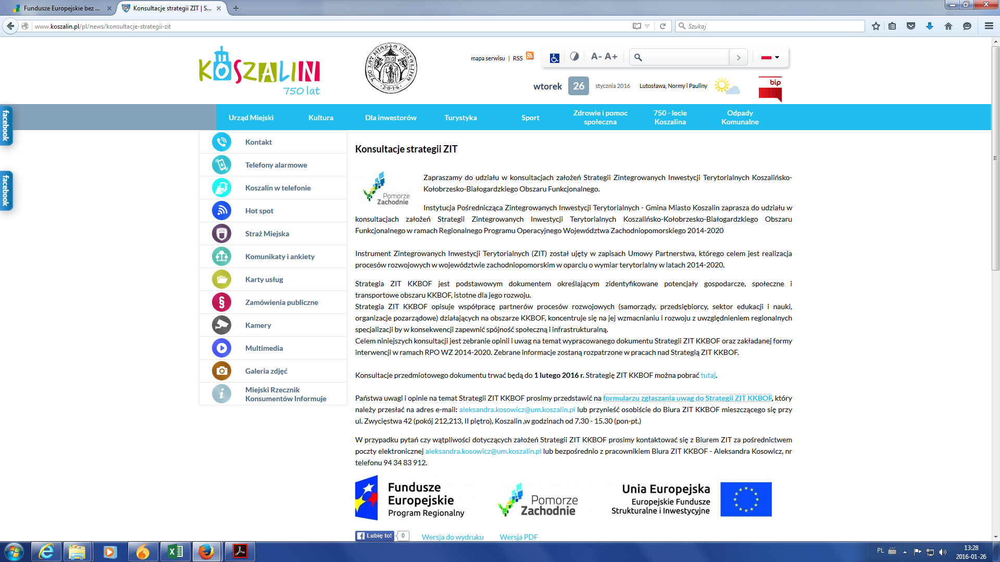 Fundusze Europejskie bez ...
Konsultacje strategii ZIT | S...
www.koszalin.pl/pl/news/konsultacje-strategii-zit
Szukaj
KOSZALIN
750 lat
750 LAT MIASTA KOSZALINA
2016
mapa serwisu | RSS
A- A+
wtorek 26 stycznia 2016 Lutosława, Normy i Pauliny
bip
facebook
facebook
Urząd Miejski
Kultura
Dla inwestorów
Turystyka
Sport
Zdrowie i pomoc
społeczna
750 - lecie
Koszalina
Odpady
Komunalne
Kontakt
Telefony alarmowe
Koszalin w telefonie
Hot spot
Straż Miejska
Komunikaty i ankiety
Karty usług
Zamówienia publiczne
Kamery
Multimedia
Galeria zdjęć
Miejski Rzecznik
Konsumentów Informuje
Konsultacje strategii ZIT
Pomorze
Zachodnie
Zapraszamy do udziału w konsultacjach założeń Strategii Zintegrowanych Inwestycji Terytorialnych Koszalińsko-
Kołobrzesko-Białogardzkiego Obszaru Funkcjonalnego.
Instytucja Pośrednicząca Zintegrowanych Inwestycji Terytorialnych - Gmina Miasto Koszalin zaprasza do udziału w
konsultacjach założeń Strategii Zintegrowanych Inwestycji Terytorialnych Koszalińsko-Kołobrzesko-Białogardzkiego Obszaru
Funkcjonalnego w ramach Regionalnego Programu Operacyjnego Województwa Zachodniopomorskiego 2014-2020
Instrument Zintegrowanych Inwestycji Terytorialnych (ZIT) został ujęty w zapisach Umowy Partnerstwa, którego celem jest realizacja
procesów rozwojowych w województwie zachodniopomorskim w oparciu o wymiar terytorialny w latach 2014-2020.
Strategia ZIT KKBOF jest podstawowym dokumentem określającym zidentyfikowane potencjały gospodarcze, społeczne i
transportowe obszaru KKBOF, istotne dla jego rozwoju.
Strategia ZIT KKBOF opisuje współpracę partnerów procesów rozwojowych (samorządy, przedsiębiorcy, sektor edukacji i nauki,
organizacje pozarządowe) działających na obszarze KKBOF, koncentruje się na jej wzmacnianiu i rozwoju z uwzględnieniem regionalnych
specjalizacji by w konsekwencji zapewnić spójność społeczną i infrastrukturalną.
Celem niniejszych konsultacji jest zebranie opinii i uwag na temat wypracowanego dokumentu Strategii ZIT KKBOF oraz zakładanej formy
interwencji w ramach RPO WZ 2014-2020. Zebrane informacje zostaną rozpatrzone w pracach nad Strategią ZIT KKBOF.
Konsultacje przedmiotowego dokumentu trwać będą do 1 lutego 2016 r. Strategię ZIT KKBOF można pobrać tutaj.
Państwa uwagi i opinie na temat Strategii ZIT KKBOF prosimy przedstawić na formularzu zgłaszania uwag do Strategii ZIT KKBOF, który
należy przesłać na adres e-mail: aleksandra.kosowicz@um.koszalin.pl lub przynieść osobiście do Biura ZIT KKBOF mieszczącego się przy
ul. Zwycięstwa 42 (pokój 212,213, II piętro), Koszalin ,w godzinach od 7.30 - 15.30 (pon-pt.)
W przypadku pytań czy wątpliwości dotyczących założeń Strategii ZIT KKBOF prosimy kontaktować się z Biurem ZIT za pośrednictwem
poczty elektronicznej aleksandra.kosowicz@um.koszalin.pl lub bezpośrednio z pracownikiem Biura ZIT KKBOF - Aleksandra Kosowicz, nr
telefonu 94 34 83 912.
Fundusze
Europejskie
Program Regionalny
Pomorze
Zachodnie
Unia Europejska
Europejskie Fundusze
Strukturalne i Inwestycyjne
Lubię to! 0
Wersja do wydruku
Wersja PDF
PL
13:28
2016-01-26